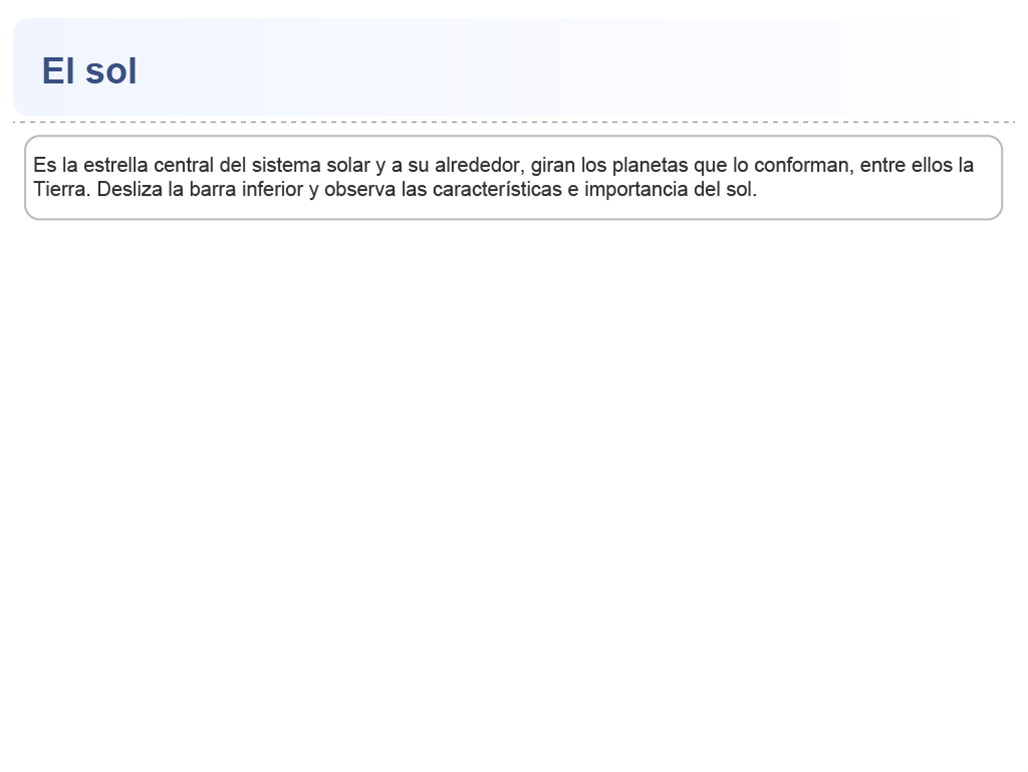 El sol
Es la estrella central del sistema solar y a su alrededor, giran los planetas que lo conforman, entre ellos la
Tierra. Desliza la barra inferior y observa las características e importancia del sol.